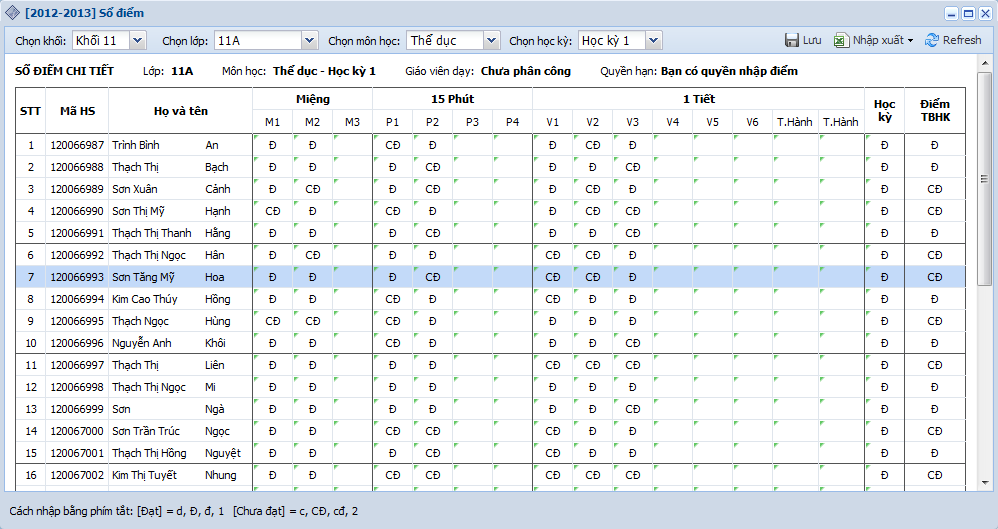 [2012-2013] Sổ điểm
Chọn khối: Khối 11 Chọn lớp: 11A Chọn môn học: Thể dục Chọn học kỳ: Học kỳ 1 Lưu Nhập xuất Refresh
SỔ ĐIỂM CHI TIẾT Lớp: 11A Môn học: Thể dục - Học kỳ 1 Giáo viên dạy: Chưa phân công Quyền hạn: Bạn có quyền nhập điểm
STT Mã HS Họ và tên Miệng 15 Phút 1 Tiết Học kỳ Điểm TBHK
M1 M2 M3 P1 P2 P3 P4 V1 V2 V3 V4 V5 V6 T.Hành T.Hành
1 120066987 Trình Bình An Đ Đ CĐ Đ Đ CĐ Đ Đ Đ
2 120066988 Thạch Thị Bạch Đ Đ Đ CĐ Đ Đ CĐ Đ Đ
3 120066989 Sơn Xuân Cảnh Đ CĐ Đ CĐ Đ CĐ Đ Đ CĐ
4 120066990 Sơn Thị Mỹ Hạnh CĐ Đ CĐ Đ Đ CĐ CĐ Đ CĐ
5 120066991 Thạch Thị Thanh Hằng Đ Đ Đ CĐ Đ Đ CĐ Đ Đ
6 120066992 Thạch Thị Ngọc Hân Đ CĐ Đ Đ CĐ CĐ Đ Đ CĐ
7 120066993 Sơn Tăng Mỹ Hoa Đ Đ Đ CĐ CĐ CĐ Đ Đ CĐ
8 120066994 Kim Cao Thúy Hồng Đ Đ CĐ Đ CĐ Đ Đ Đ Đ
9 120066995 Thạch Ngọc Hùng CĐ CĐ CĐ Đ Đ Đ Đ Đ CĐ
10 120066996 Nguyễn Anh Khôi Đ Đ Đ CĐ Đ Đ CĐ Đ Đ
11 120066997 Thạch Thị Liên Đ Đ Đ Đ CĐ CĐ CĐ Đ CĐ
12 120066998 Thạch Thị Ngọc Mi Đ Đ Đ Đ Đ Đ Đ Đ Đ
13 120066999 Sơn Ngà Đ Đ Đ Đ Đ Đ CĐ Đ Đ
14 120067000 Sơn Trần Trúc Ngọc Đ Đ CĐ CĐ CĐ Đ Đ Đ CĐ
15 120067001 Thạch Thị Hồng Nguyệt Đ Đ Đ CĐ Đ Đ Đ Đ Đ
16 120067002 Kim Thị Tuyết Nhung Đ Đ CĐ CĐ CĐ CĐ CĐ Đ CĐ
Cách nhập bằng phím tắt: [Đạt] = d, Đ, đ, 1 [Chưa đạt] = c, CĐ, cđ, 2